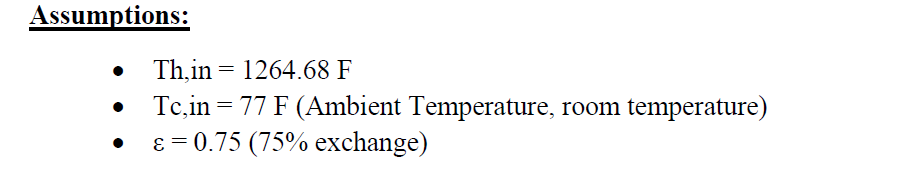 Assumptions:
• Th,in = 1264.68 F
• Tc,in = 77 F (Ambient Temperature, room temperature)
• ε = 0.75 (75% exchange)